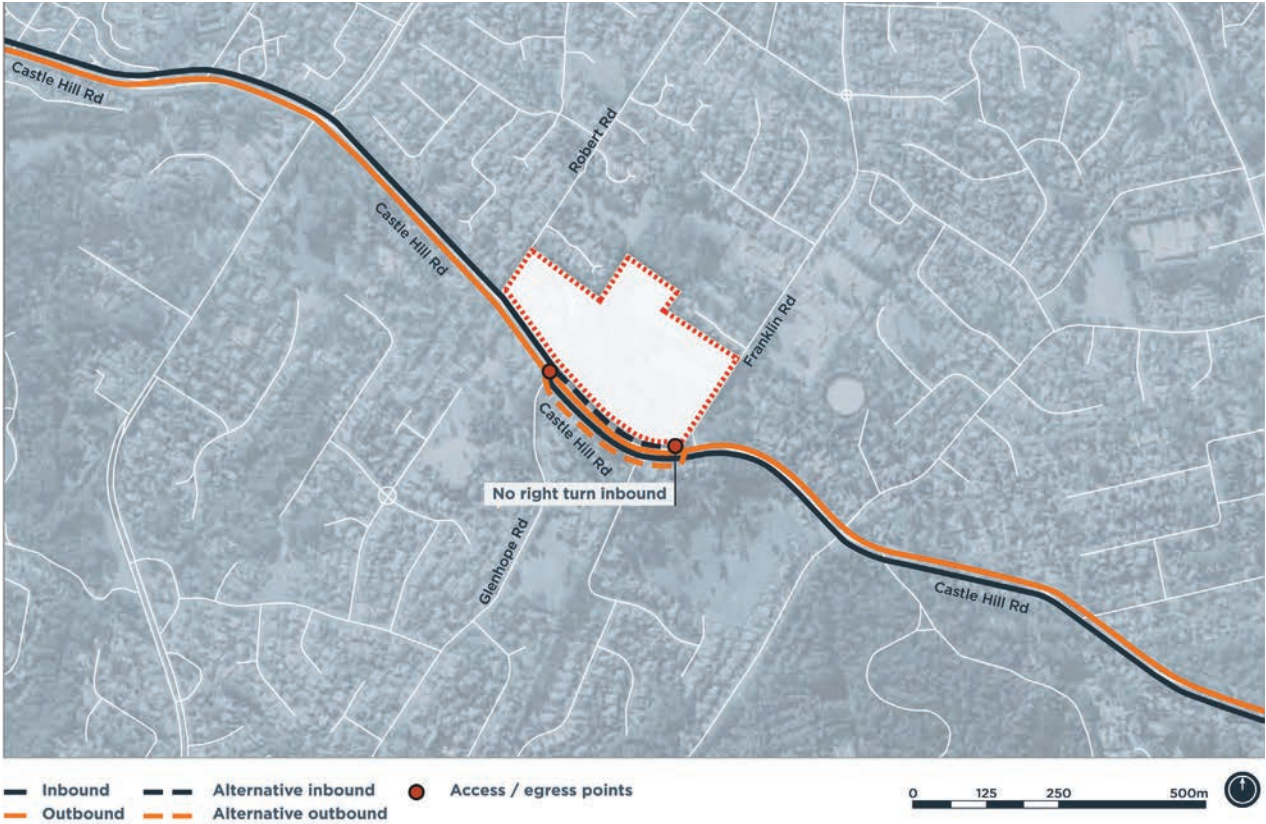 Castle Hill Rd
Robert Rd
Castle Hill Rd
Franklin Rd
Castle Hill Rd
No right turn inbound
Glenhope Rd
Castle Hill Rd
Inbound
Alternative inbound
Access / egress points
0
125
250
500m
Outbound
Alternative outbound